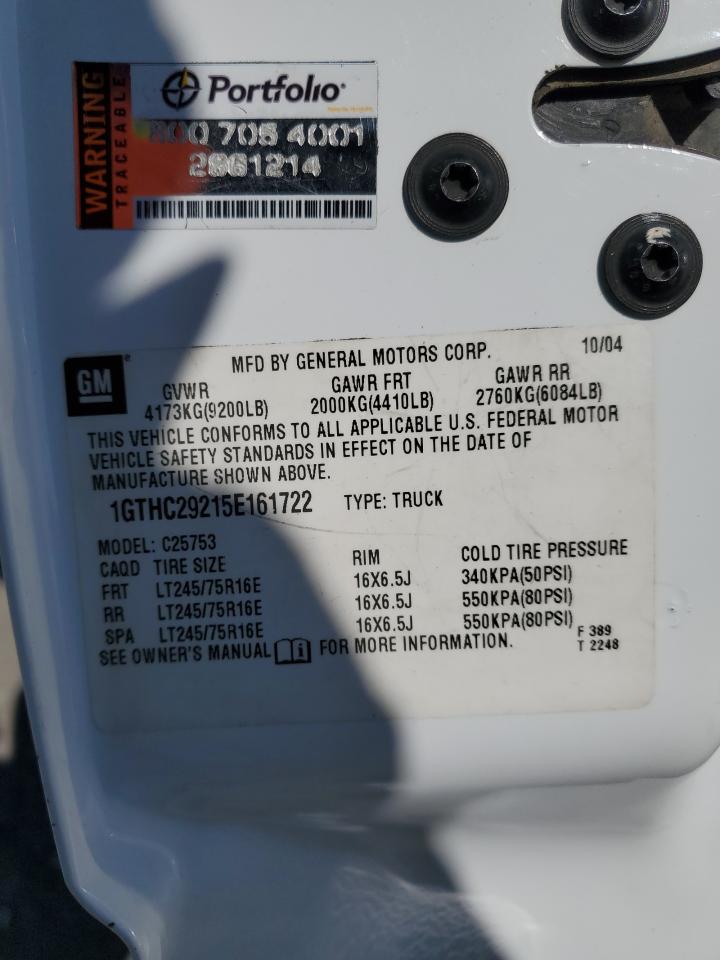 WARNING
TRACEABLE
Portfolio
800 705 4001
2961214
GM
MFD BY GENERAL MOTORS CORP. 10/04
GVWR GAWR FRT GAWR RR
4173KG(9200LB) 2000KG(4410LB) 2760KG(6084LB)
THIS VEHICLE CONFORMS TO ALL APPLICABLE U.S. FEDERAL MOTOR
VEHICLE SAFETY STANDARDS IN EFFECT ON THE DATE OF
MANUFACTURE SHOWN ABOVE.
1GTHC29215E161722 TYPE: TRUCK
MODEL: C25753
CAQD TIRE SIZE RIM COLD TIRE PRESSURE
FRT LT245/75R16E 16X6.5J 340KPA(50PSI)
RR LT245/75R16E 16X6.5J 550KPA(80PSI)
SPA LT245/75R16E 16X6.5J 550KPA(80PSI)
SEE OWNER'S MANUAL i FOR MORE INFORMATION.
F 389
T 2248